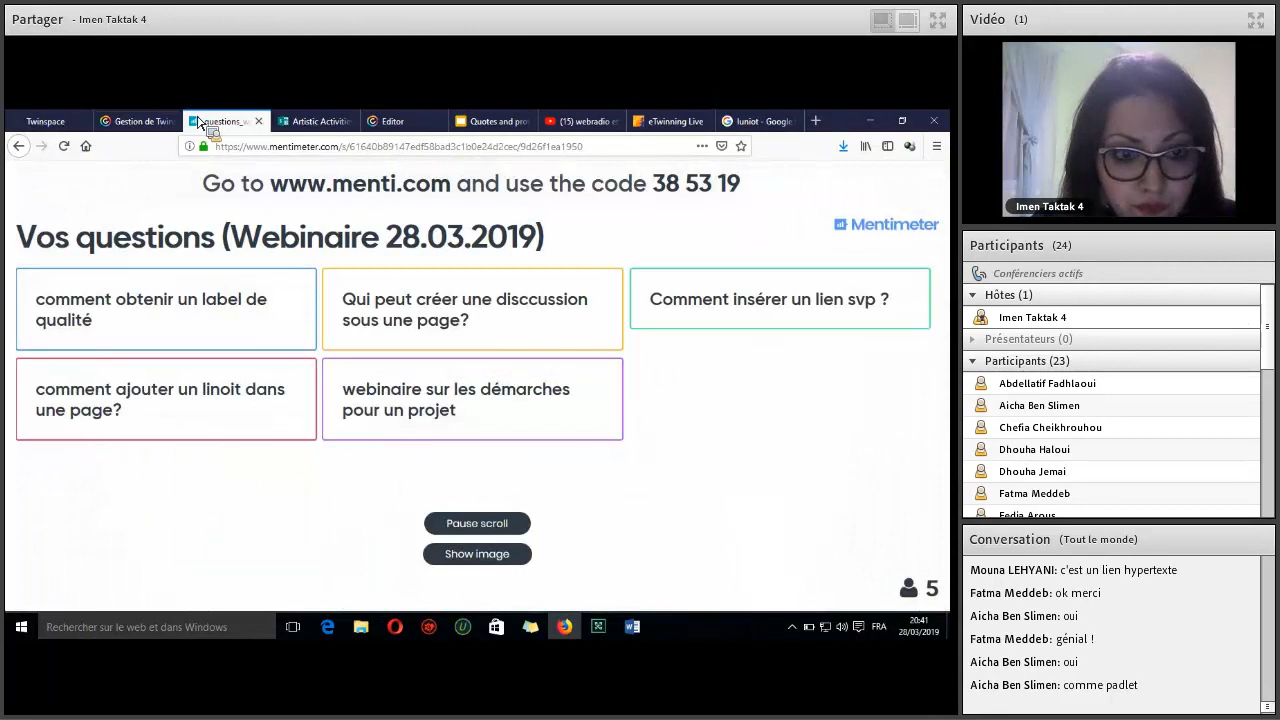 Partager - Imen Taktak 4
Twinspace
Gestion de Twin
questions_w
Artistic Activitie
Editor
Quotes and pro
(15) webradio e
eTwinning Live
luniot - Google
https://www.mentimeter.com/s/61640b89147edf58bad3c1b0e24d2cec/9d26f1ea1950
Go to www.menti.com and use the code 38 53 19
Vos questions (Webinaire 28.03.2019)
Mentimeter
comment obtenir un label de
qualité
Qui peut créer une disccussion
sous une page?
Comment insérer un lien svp ?
comment ajouter un linoit dans
une page?
webinaire sur les démarches
pour un projet
Pause scroll
Show image
5
Rechercher sur le web et dans Windows
FRA
20:41
28/03/2019
Vidéo (1)
Imen Taktak 4
Participants (24)
Conférenciers actifs
Hôtes (1)
Imen Taktak 4
Présentateurs (0)
Participants (23)
Abdellatif Fadhlaoui
Aicha Ben Slimen
Chefia Cheikhrouhou
Dhouha Haloui
Dhouha Jemai
Fatma Meddeb
Fedia Arous
Conversation (Tout le monde)
Mouna LEHYANI: c'est un lien hypertexte
Fatma Meddeb: ok merci
Aicha Ben Slimen: oui
Fatma Meddeb: génial !
Aicha Ben Slimen: oui
Aicha Ben Slimen: comme padlet